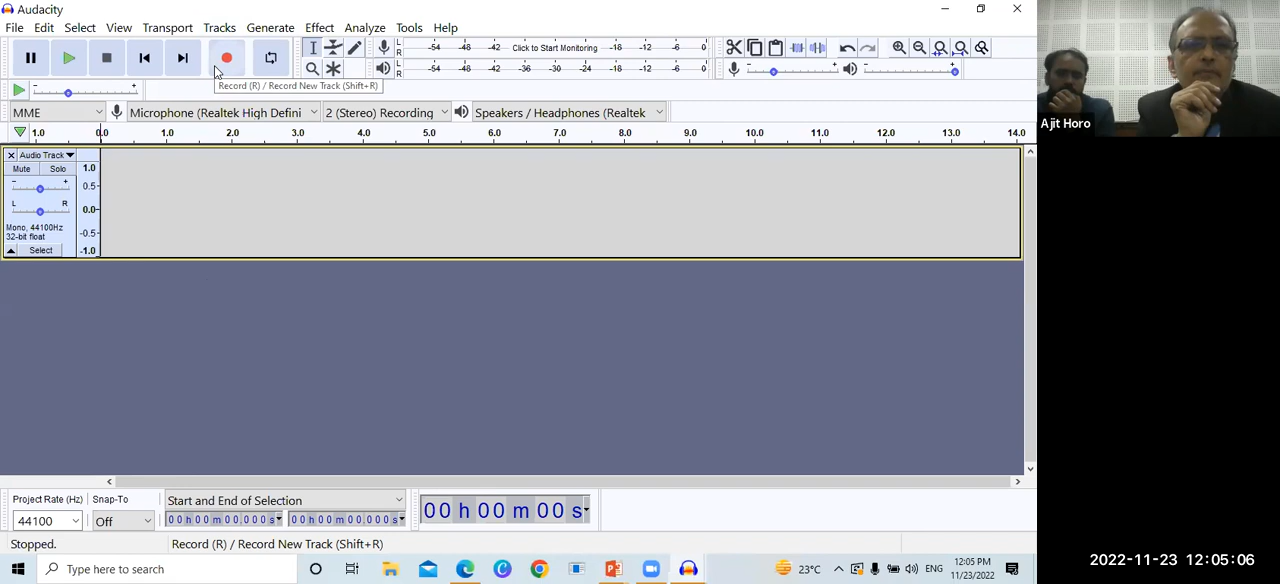 Audacity
File Edit Select View Transport Tracks Generate Effect Analyze Tools Help
L R -54 -48 -42 Click to Start Monitoring -18 -12 -6 0
L R -54 -48 -42 -36 -30 -24 -18 -12 -6 0
Record (R) / Record New Track (Shift+R)
MME Microphone (Realtek High Defini 2 (Stereo) Recording Speakers / Headphones (Realtek
1.0 0.0 1.0 2.0 3.0 4.0 5.0 6.0 7.0 8.0 9.0 10.0 11.0 12.0 13.0 14.0
Audio Track 1.0
Mute Solo
0.5
L R 0.0
Mono, 44100Hz
32-bit float -0.5
Select -1.0
Project Rate (Hz) Snap-To Start and End of Selection
44100 Off 00h00m00.000s 00h00m00.000s 00h00m00s
Stopped. Record (R) / Record New Track (Shift+R)
Type here to search 23°C ENG 12:05 PM
11/23/2022
Ajit Horo
2022-11-23 12:05:06